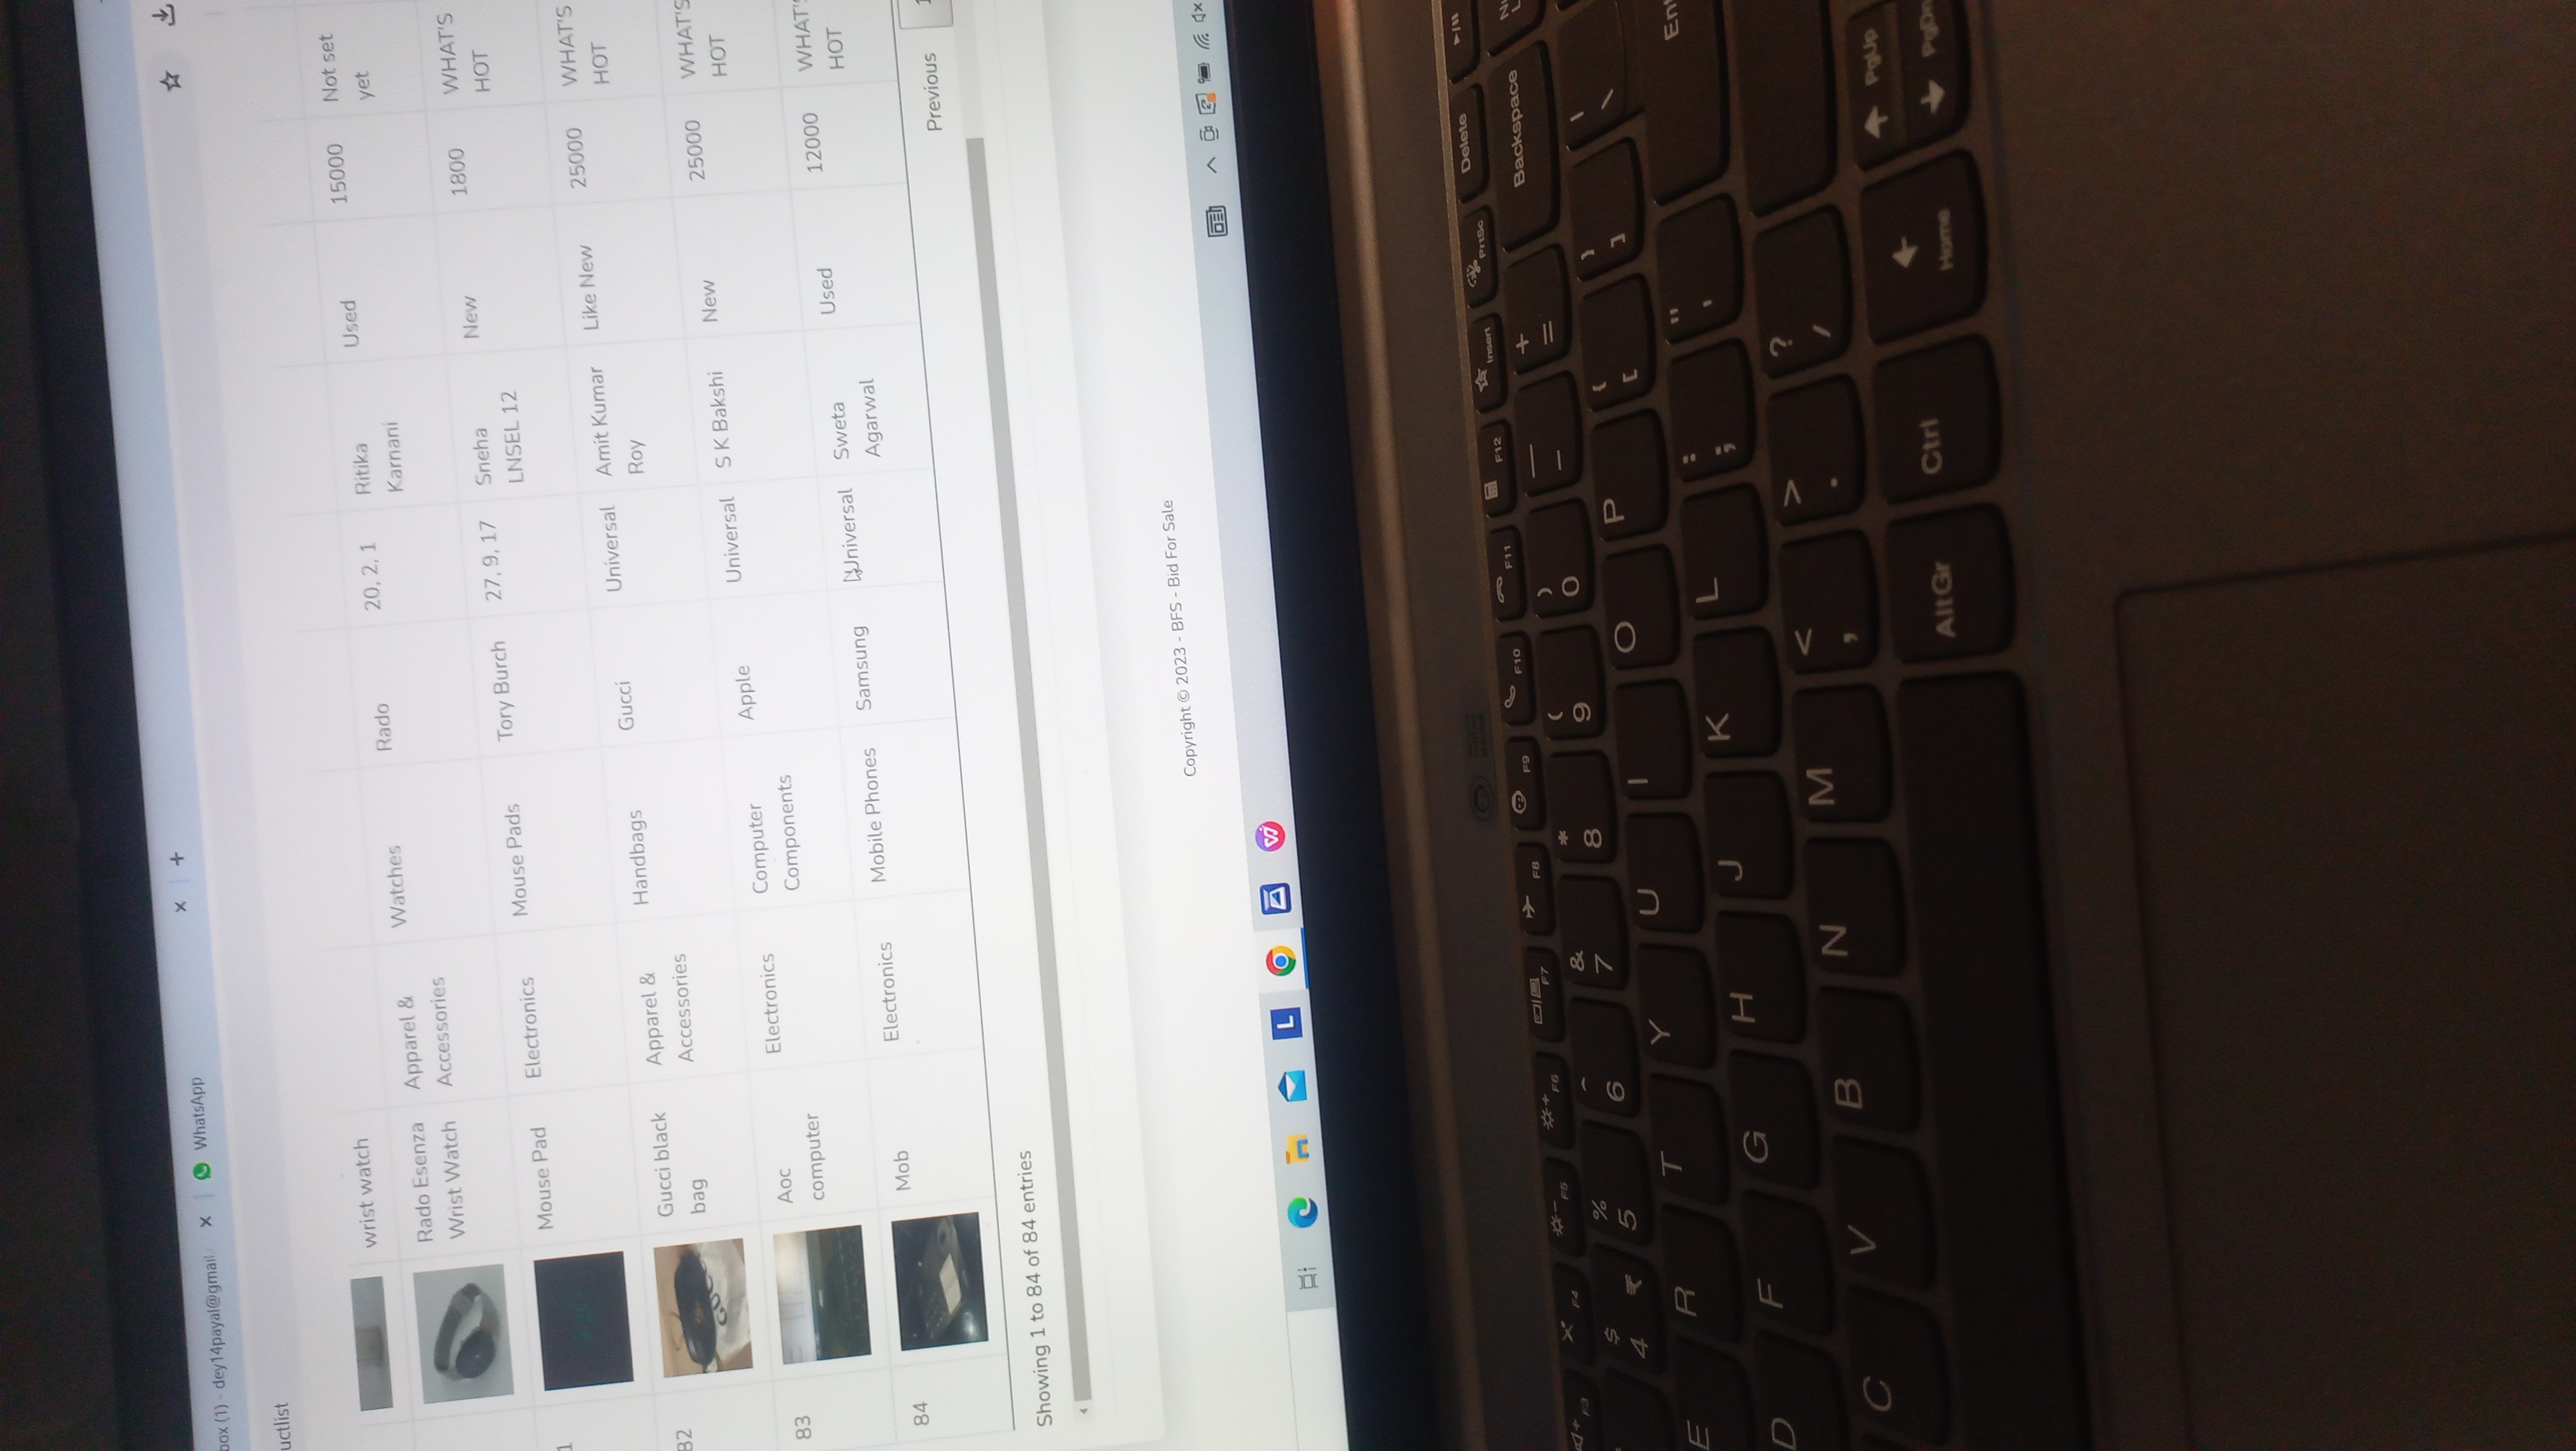 box (1) - dey14payal@gmail.
WhatsApp
uctlist
wrist watch
Rado Esenza Wrist Watch
Apparel & Accessories
Watches
Rado
20, 2, 1
Ritika Karnani
Used
15000
Not set yet
1
Mouse Pad
Electronics
Mouse Pads
Tory Burch
27, 9, 17
Sneha LNSEL 12
New
1800
WHAT'S HOT
82
Gucci black bag
Apparel & Accessories
Handbags
Gucci
Universal
Amit Kumar Roy
Like New
25000
WHAT'S HOT
83
Aoc computer
Electronics
Computer Components
Apple
Universal
S K Bakshi
New
25000
WHAT'S HOT
84
Mob
Electronics
Mobile Phones
Samsung
Universal
Sweta Agarwal
Used
12000
WHAT'S HOT
Previous
1
Showing 1 to 84 of 84 entries
Copyright © 2023 - BFS - Bid For Sale
L
F3 F4 F5 F6 F7 F8 F9 F10 F11 F12 Insert PrtSc Delete
$ 4 ₹ % 5 ^ 6 & 7 * 8 ( 9 ) 0 _ - + = Backspace
E R T Y U I O P { [ } ] | \
D F G H J K L : ; " ' Ent
C V B N M < , > . ? /
AltGr Ctrl Home PgUp
PgDn